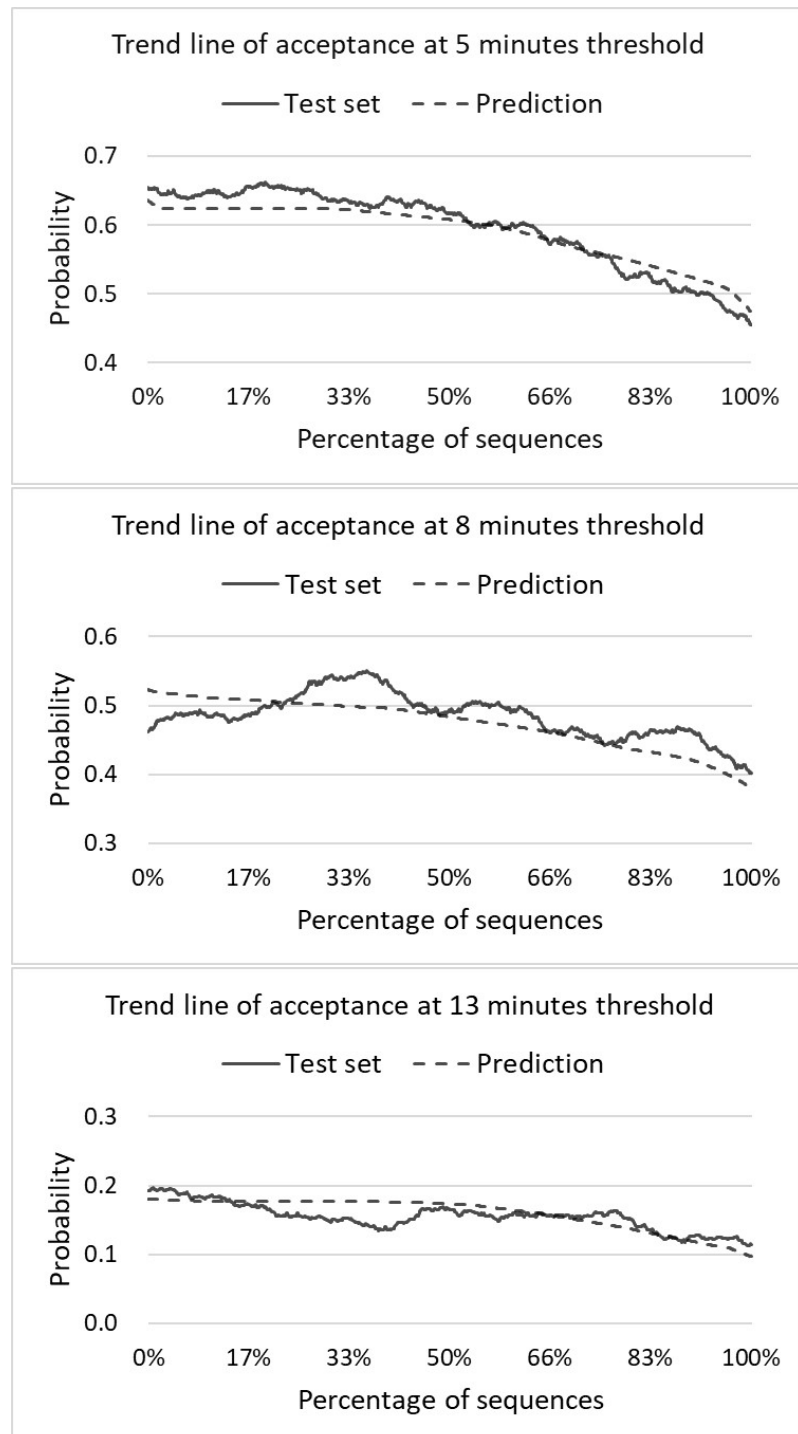 Trend line of acceptance at 5 minutes threshold
Test set Prediction
Probability
0.7
0.6
0.5
0.4
0% 17% 33% 50% 66% 83% 100%
Percentage of sequences
Trend line of acceptance at 8 minutes threshold
Test set Prediction
Probability
0.6
0.5
0.4
0.3
0% 17% 33% 50% 66% 83% 100%
Percentage of sequences
Trend line of acceptance at 13 minutes threshold
Test set Prediction
Probability
0.3
0.2
0.1
0.0
0% 17% 33% 50% 66% 83% 100%
Percentage of sequences